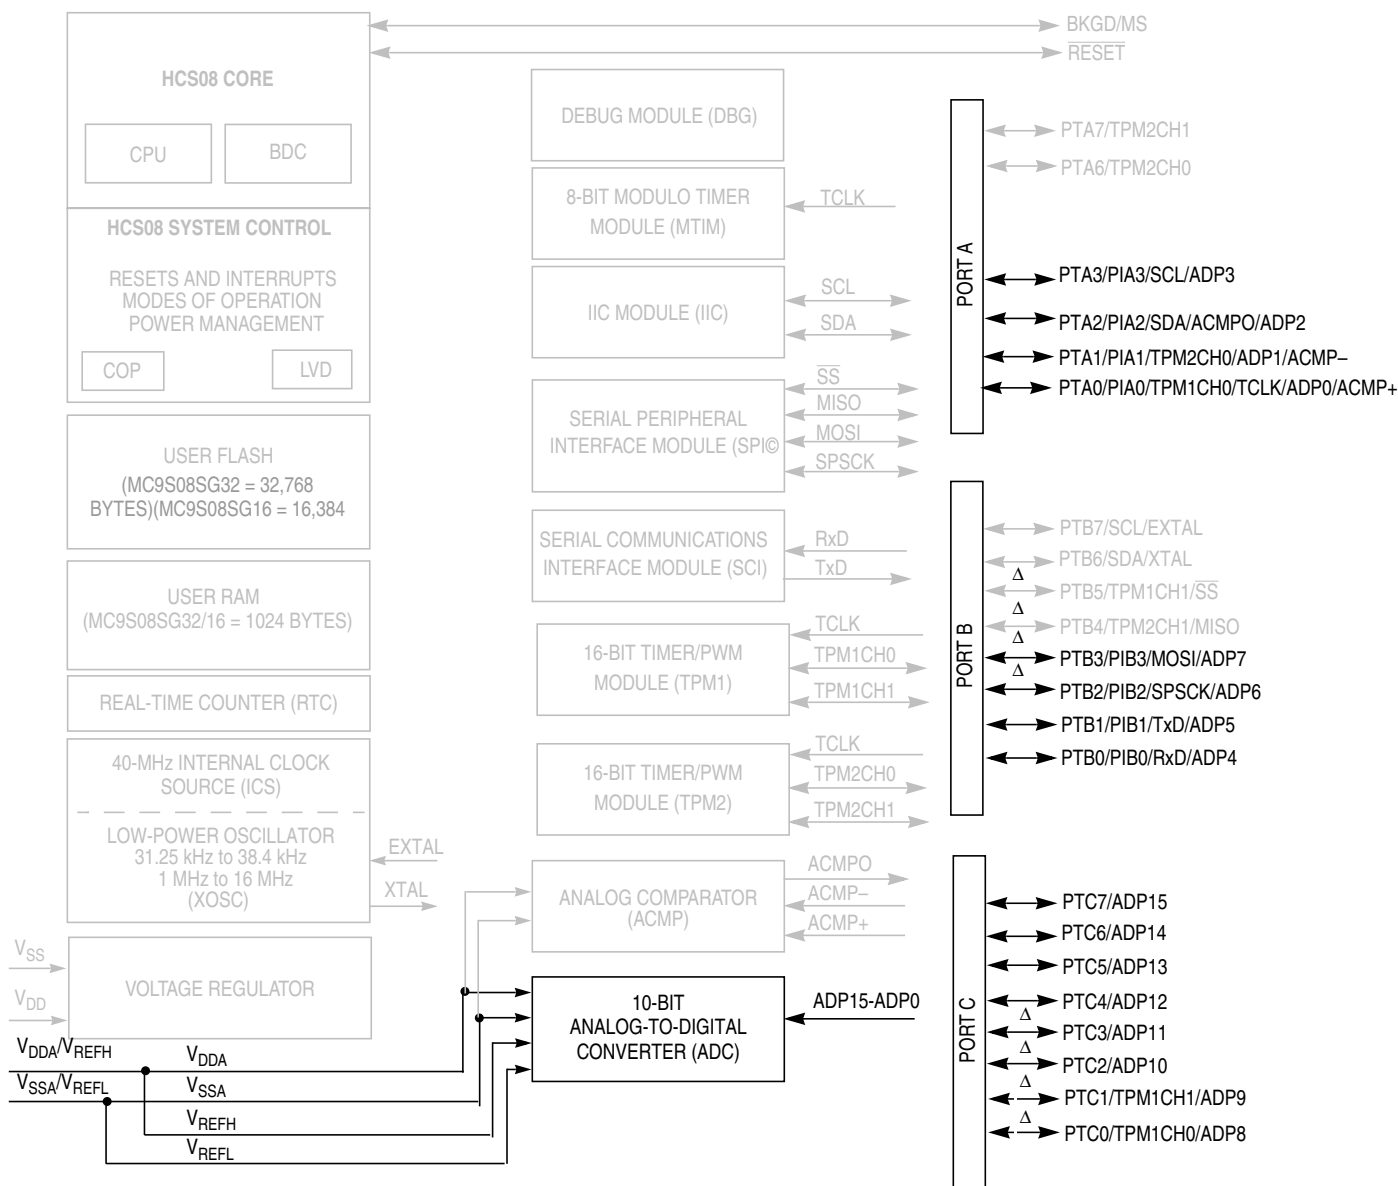 BKGD/MS
RESET
HCS08 CORE
CPU
BDC
HCS08 SYSTEM CONTROL
RESETS AND INTERRUPTS
MODES OF OPERATION
POWER MANAGEMENT
COP
LVD
USER FLASH
(MC9S08SG32 = 32,768
BYTES)(MC9S08SG16 = 16,384
USER RAM
(MC9S08SG32/16 = 1024 BYTES)
REAL-TIME COUNTER (RTC)
40-MHz INTERNAL CLOCK
SOURCE (ICS)
LOW-POWER OSCILLATOR
31.25 kHz to 38.4 kHz
1 MHz to 16 MHz
(XOSC)
EXTAL
XTAL
VSS
VDD
VOLTAGE REGULATOR
VDDA/VREFH
VSSA/VREFL
VDDA
VSSA
VREFH
VREFL
DEBUG MODULE (DBG)
8-BIT MODULO TIMER
MODULE (MTIM)
TCLK
IIC MODULE (IIC)
SCL
SDA
SERIAL PERIPHERAL
INTERFACE MODULE (SPI©
SS
MISO
MOSI
SPSCK
SERIAL COMMUNICATIONS
INTERFACE MODULE (SCI)
RxD
TxD
16-BIT TIMER/PWM
MODULE (TPM1)
TCLK
TPM1CH0
TPM1CH1
16-BIT TIMER/PWM
MODULE (TPM2)
TCLK
TPM2CH0
TPM2CH1
ANALOG COMPARATOR
(ACMP)
ACMPO
ACMP–
ACMP+
10-BIT
ANALOG-TO-DIGITAL
CONVERTER (ADC)
ADP15-ADP0
PORT A
PTA7/TPM2CH1
PTA6/TPM2CH0
PTA3/PIA3/SCL/ADP3
PTA2/PIA2/SDA/ACMPO/ADP2
PTA1/PIA1/TPM2CH0/ADP1/ACMP–
PTA0/PIA0/TPM1CH0/TCLK/ADP0/ACMP+
PORT B
PTB7/SCL/EXTAL
PTB6/SDA/XTAL
Δ
PTB5/TPM1CH1/SS
Δ
PTB4/TPM2CH1/MISO
Δ
PTB3/PIB3/MOSI/ADP7
Δ
PTB2/PIB2/SPSCK/ADP6
PTB1/PIB1/TxD/ADP5
PTB0/PIB0/RxD/ADP4
PORT C
PTC7/ADP15
PTC6/ADP14
PTC5/ADP13
PTC4/ADP12
Δ
PTC3/ADP11
Δ
PTC2/ADP10
Δ
PTC1/TPM1CH1/ADP9
Δ
PTC0/TPM1CH0/ADP8